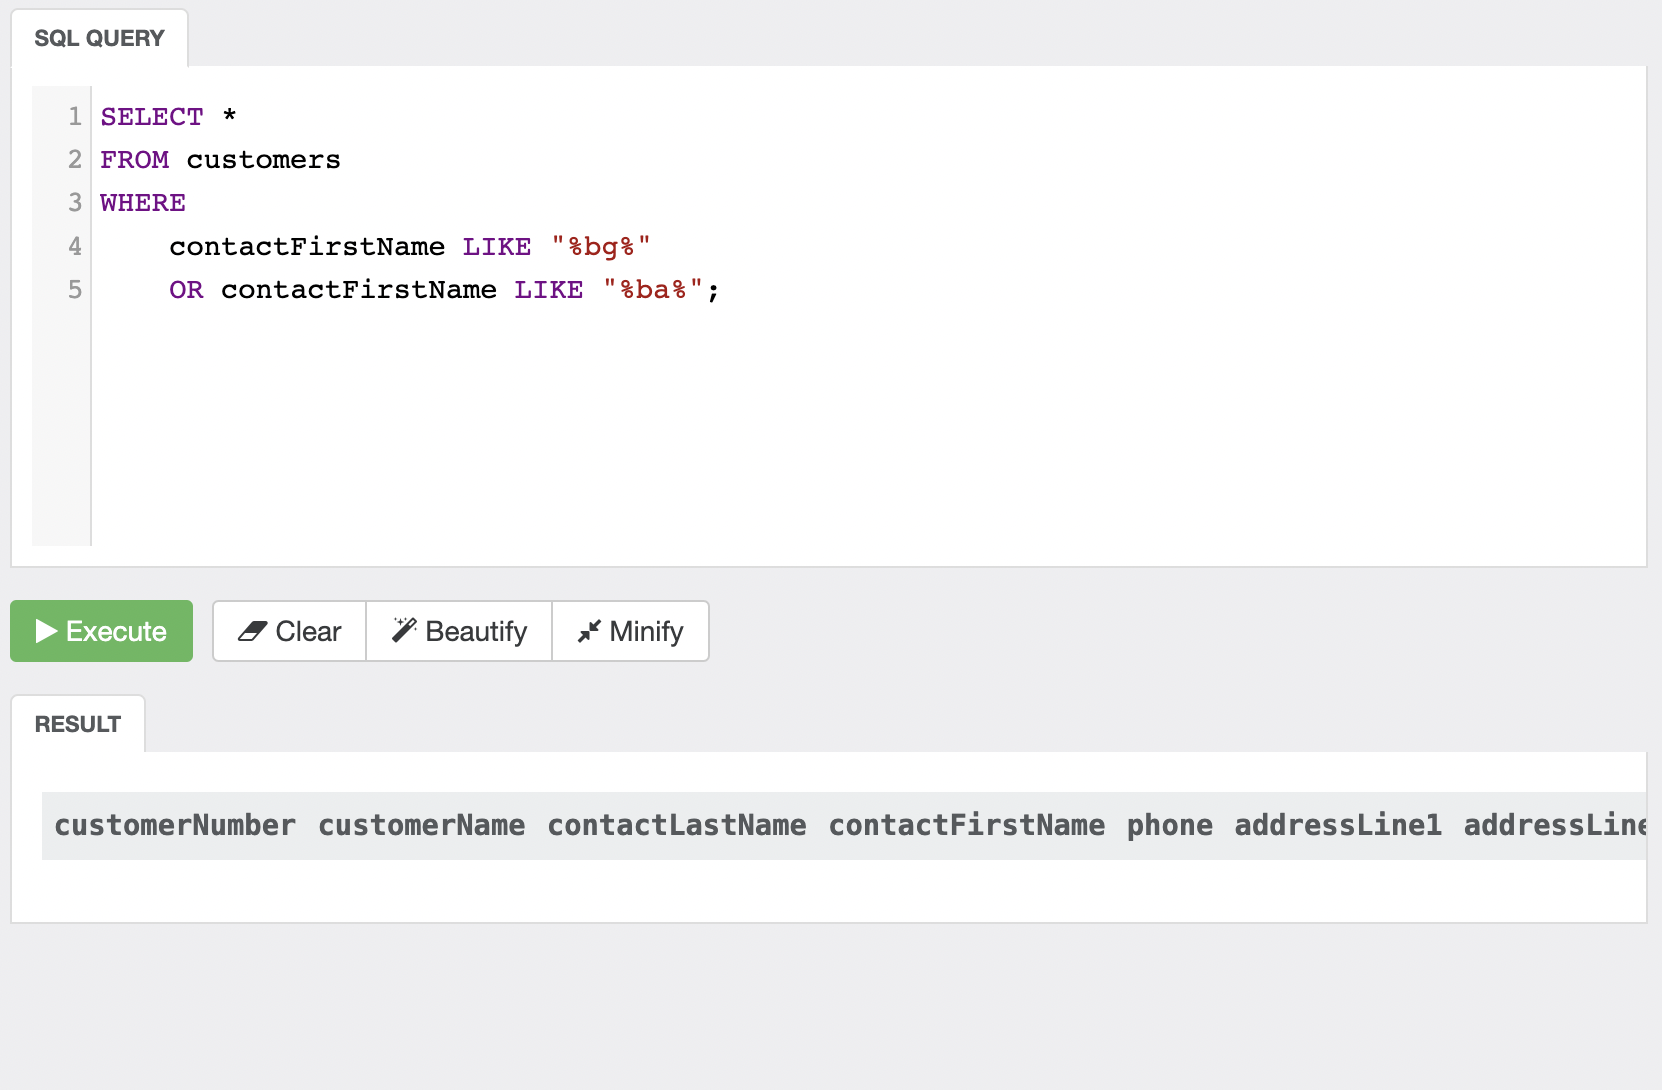 SQL QUERY
1 SELECT *
2 FROM customers
3 WHERE
4 contactFirstName LIKE "%bg%"
5 OR contactFirstName LIKE "%ba%";
Execute Clear Beautify Minify
RESULT
customerNumber customerName contactLastName contactFirstName phone addressLine1 addressLine